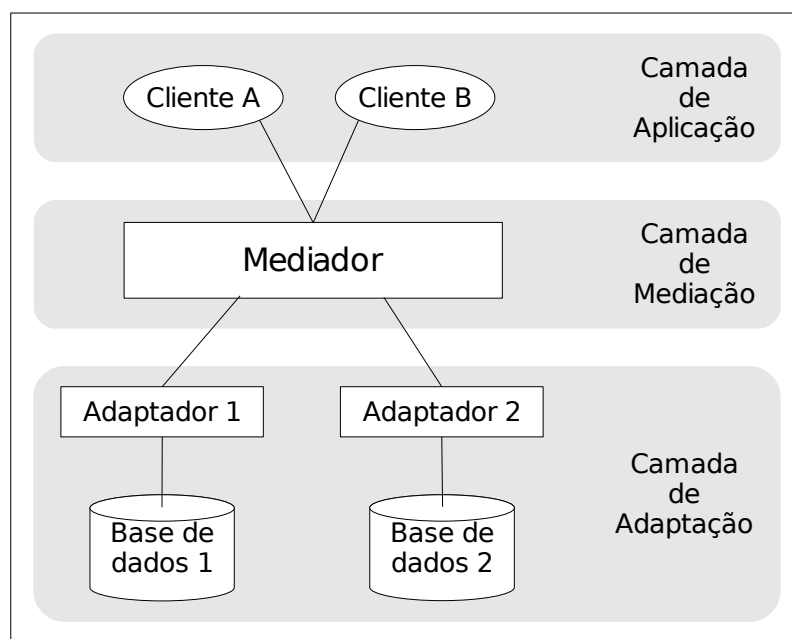 Cliente A
Cliente B
Camada
de
Aplicação
Mediador
Camada
de
Mediação
Adaptador 1
Adaptador 2
Camada
de
Adaptação
Base de
dados 1
Base de
dados 2